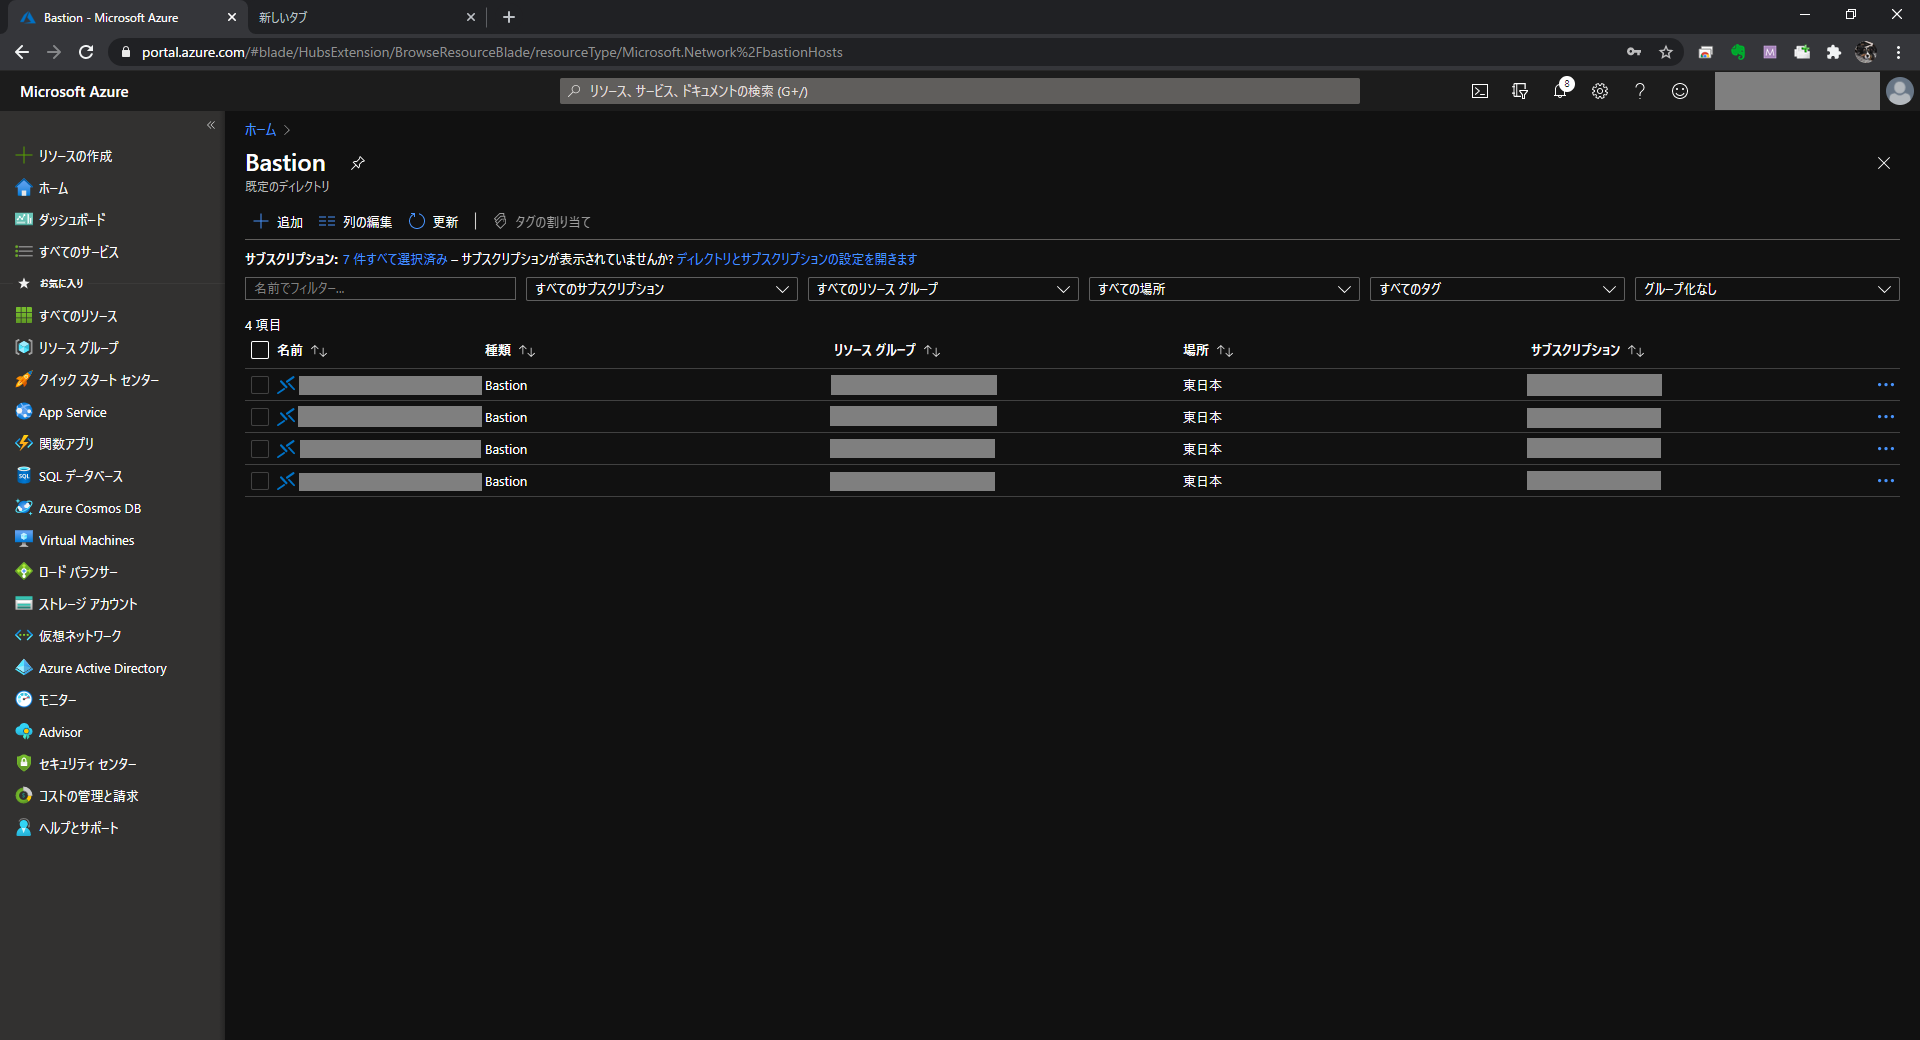 Bastion - Microsoft Azure
新しいタブ
portal.azure.com/#blade/HubsExtension/BrowseResourceBlade/resourceType/Microsoft.Network%2FbastionHosts
Microsoft Azure
リソース、サービス、ドキュメントの検索 (G+/)
8
リソースの作成
ホーム
ダッシュボード
すべてのサービス
お気に入り
すべてのリソース
リソース グループ
クイック スタート センター
App Service
関数アプリ
SQL データベース
Azure Cosmos DB
Virtual Machines
ロード バランサー
ストレージ アカウント
仮想ネットワーク
Azure Active Directory
モニター
Advisor
セキュリティ センター
コストの管理と請求
ヘルプとサポート
ホーム
Bastion
既定のディレクトリ
追加 列の編集 更新 タグの割り当て
サブスクリプション: 7 件すべて選択済み – サブスクリプションが表示されていませんか? ディレクトリとサブスクリプションの設定を開きます
名前でフィルター... すべてのサブスクリプション すべてのリソース グループ すべての場所 すべてのタグ グループ化なし
4 項目
名前 種類 リソース グループ 場所 サブスクリプション
Bastion 東日本
Bastion 東日本
Bastion 東日本
Bastion 東日本